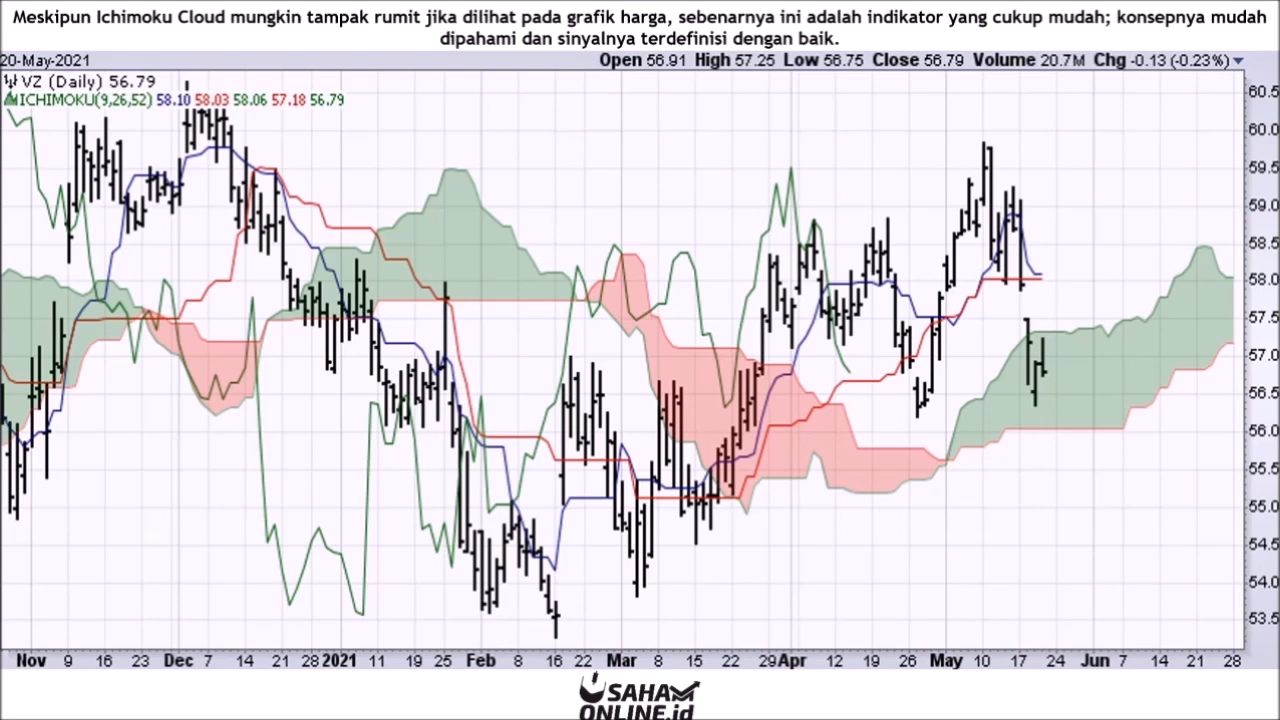 Meskipun Ichimoku Cloud mungkin tampak rumit jika dilihat pada grafik harga, sebenarnya ini adalah indikator yang cukup mudah; konsepnya mudah
dipahami dan sinyalnya terdefinisi dengan baik.
20-May-2021 Open 56.91 High 57.25 Low 56.75 Close 56.79 Volume 20.7M Chg -0.13 (-0.23%)
VZ (Daily) 56.79
ICHIMOKU(9,26,52) 58.10 58.03 58.06 57.18 56.79
60.5
60.0
59.5
59.0
58.5
58.0
57.5
57.0
56.5
56.0
55.5
55.0
54.5
54.0
53.5
Nov 9 16 23 Dec 7 14 21 28 2021 11 19 25 Feb 8 16 22 Mar 8 15 22 29 Apr 12 19 26 May 10 17 24 Jun 7 14 21 28
SAHAM
ONLINE.id